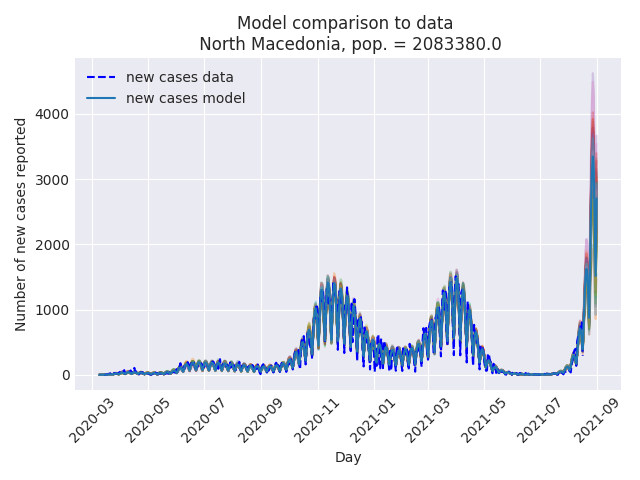 Model comparison to data
North Macedonia, pop. = 2083380.0
new cases data
new cases model
Number of new cases reported
4000
3000
2000
1000
0
2020-03
2020-05
2020-07
2020-09
2020-11
2021-01
2021-03
2021-05
2021-07
2021-09
Day